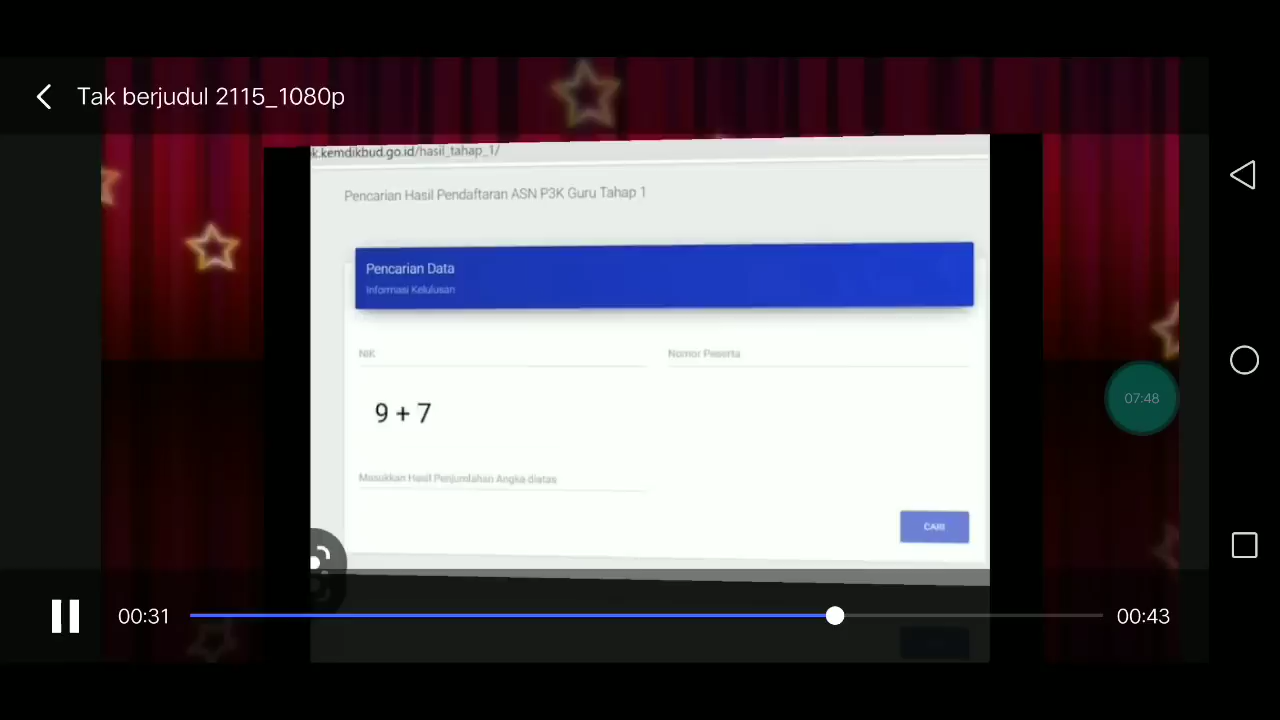 Tak berjudul 2115_1080p
k.kemdikbud.go.id/hasil_tahap_1/
Pencarian Hasil Pendaftaran ASN P3K Guru Tahap 1
Pencarian Data
Informasi Kelulusan
NIK
Nomor Peserta
9 + 7
07:48
Masukkan Hasil Penjumlahan Angka diatas
CARI
00:31
00:43